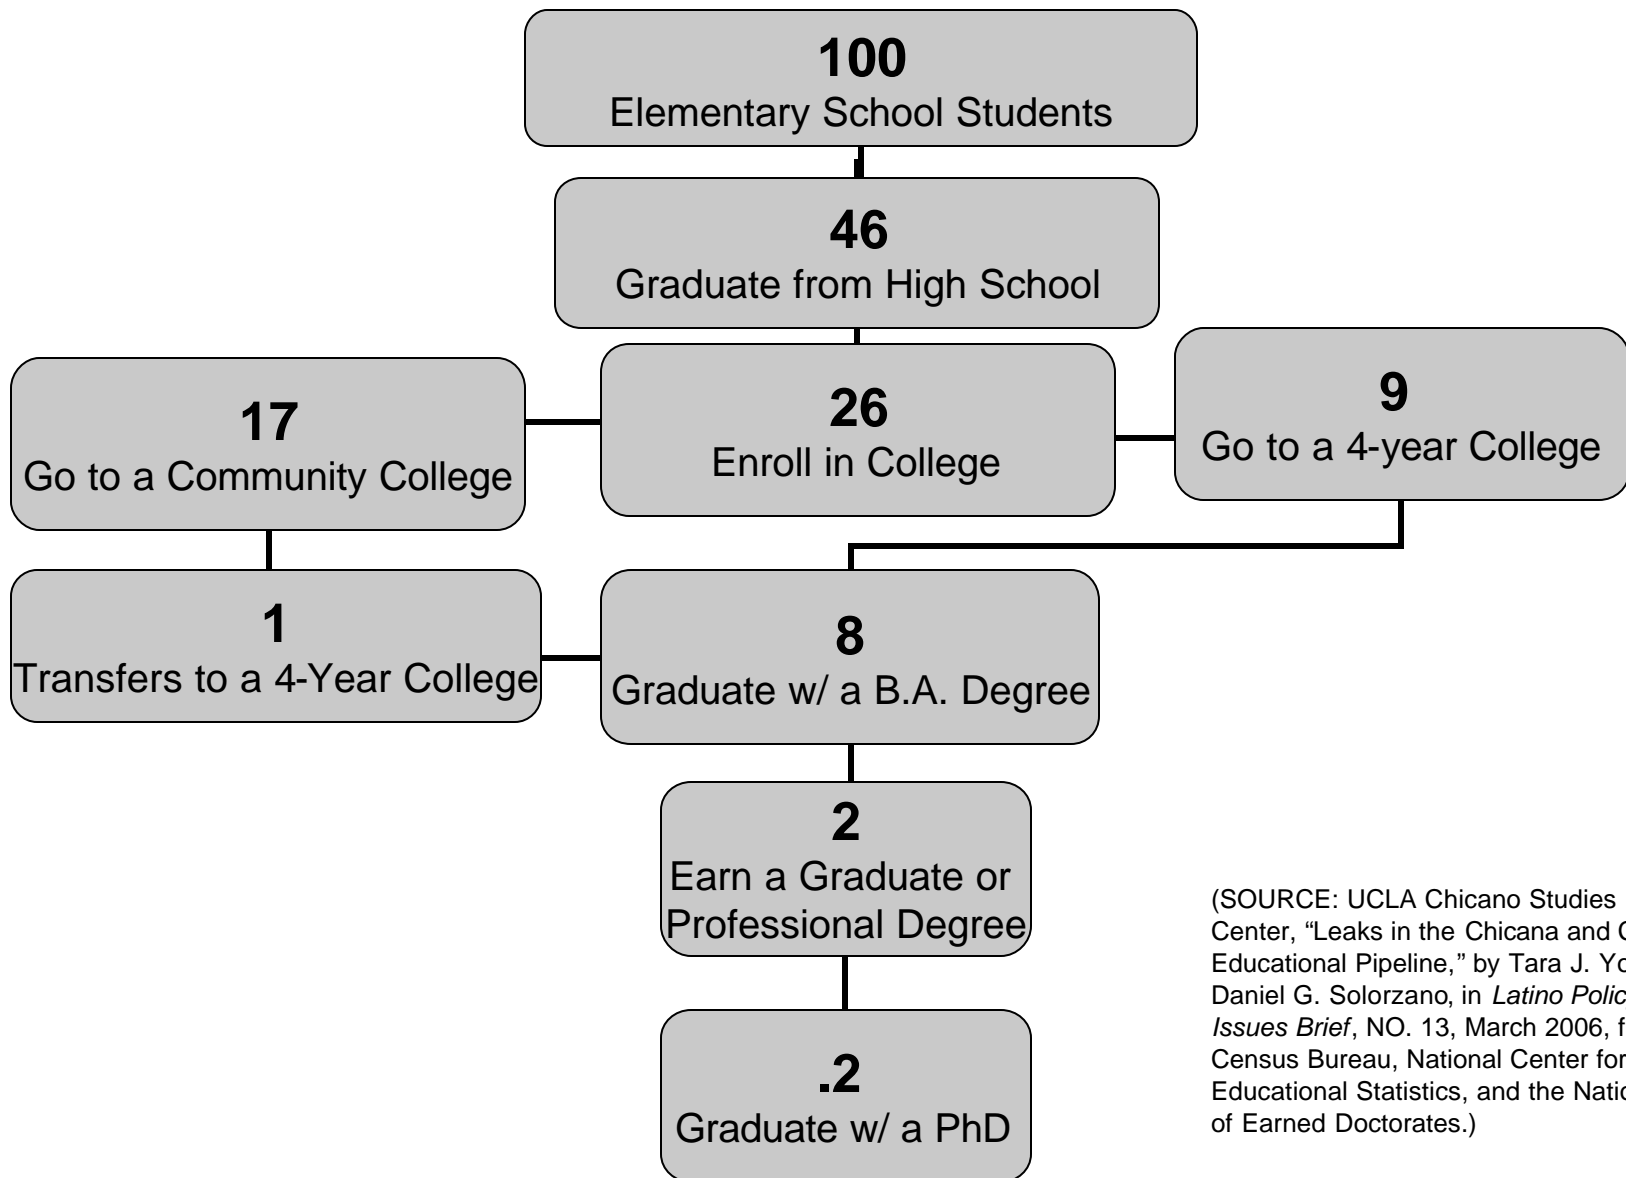 100
Elementary School Students
46
Graduate from High School
17
Go to a Community College
26
Enroll in College
9
Go to a 4-year College
1
Transfers to a 4-Year College
8
Graduate w/ a B.A. Degree
2
Earn a Graduate or
Professional Degree
.2
Graduate w/ a PhD
(SOURCE: UCLA Chicano Studies
Center, “Leaks in the Chicana and
Educational Pipeline,” by Tara J.
Daniel G. Solorzano, in Latino
Issues Brief, NO. 13, March 2006,
Census Bureau, National Center for
Educational Statistics, and the
of Earned Doctorates.)